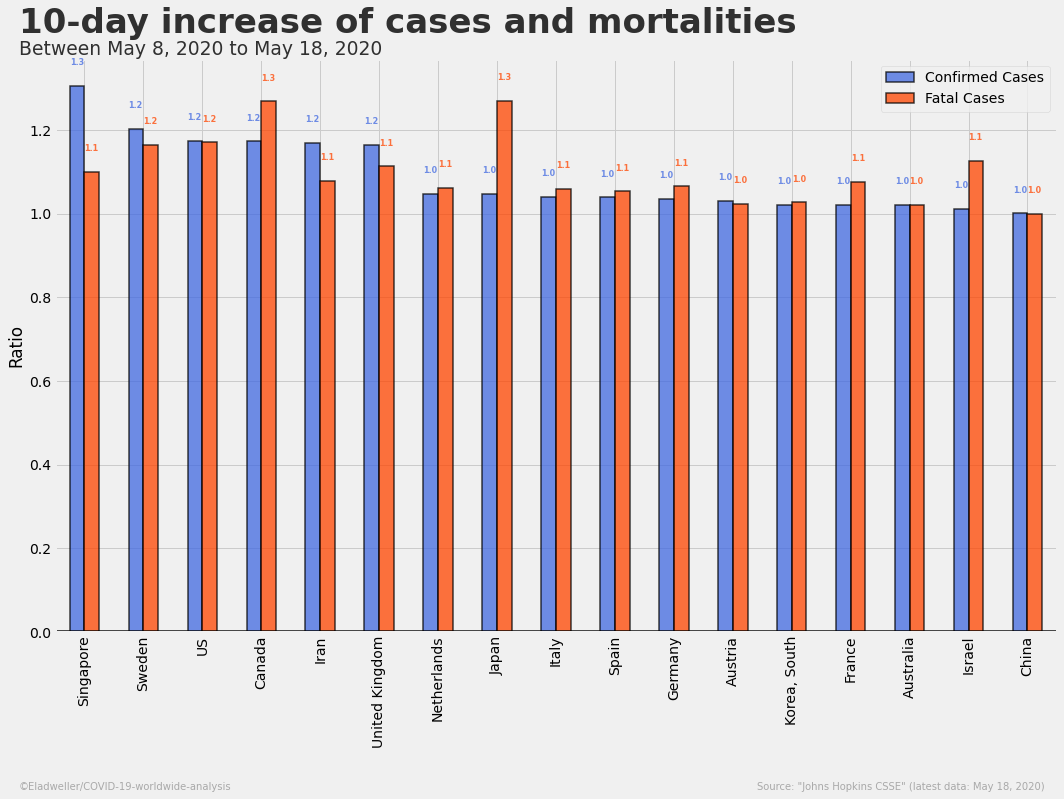 10-day increase of cases and mortalities
Between May 8, 2020 to May 18, 2020
Confirmed Cases
Fatal Cases
1.3 1.1 1.2 1.2 1.2 1.2 1.2 1.3 1.2 1.1 1.2 1.1 1.0 1.1 1.0 1.3 1.0 1.1 1.0 1.1 1.0 1.1 1.0 1.0 1.0 1.0 1.0 1.1 1.0 1.0 1.0 1.1 1.0 1.0
Ratio
1.2
1.0
0.8
0.6
0.4
0.2
0.0
Singapore
Sweden
US
Canada
Iran
United Kingdom
Netherlands
Japan
Italy
Spain
Germany
Austria
Korea, South
France
Australia
Israel
China
©Eladweller/COVID-19-worldwide-analysis
Source: "Johns Hopkins CSSE" (latest data: May 18, 2020)